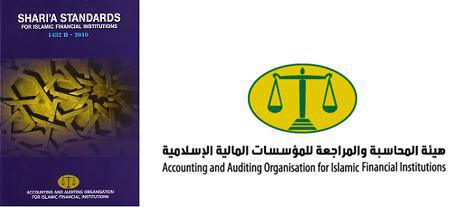 SHARI'A STANDARDS
FOR ISLAMIC FINANCIAL INSTITUTIONS
1432 H - 2010
ACCOUNTING AND AUDITING ORGANISATION
FOR ISLAMIC FINANCIAL INSTITUTIONS
هيئة المحاسبة والمراجعة للمؤسسات المالية الإسلامية
Accounting and Auditing Organisation for Islamic Financial Institutions